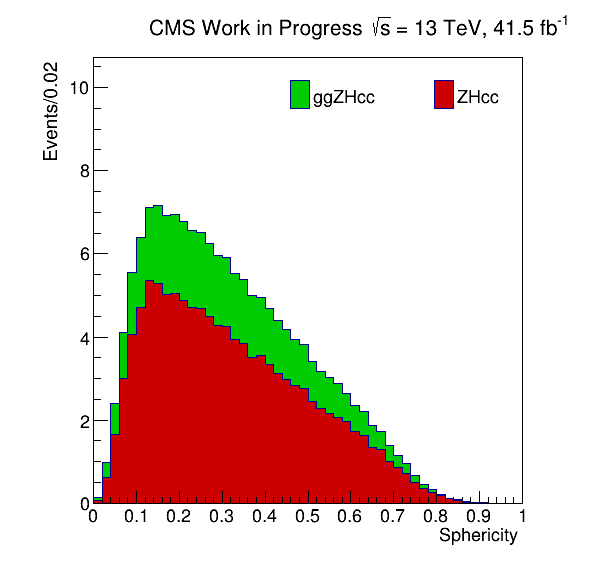 CMS Work in Progress √s = 13 TeV, 41.5 fb⁻¹
Events/0.02
ggZHcc ZHcc
10
8
6
4
2
0
0 0.1 0.2 0.3 0.4 0.5 0.6 0.7 0.8 0.9 1
Sphericity